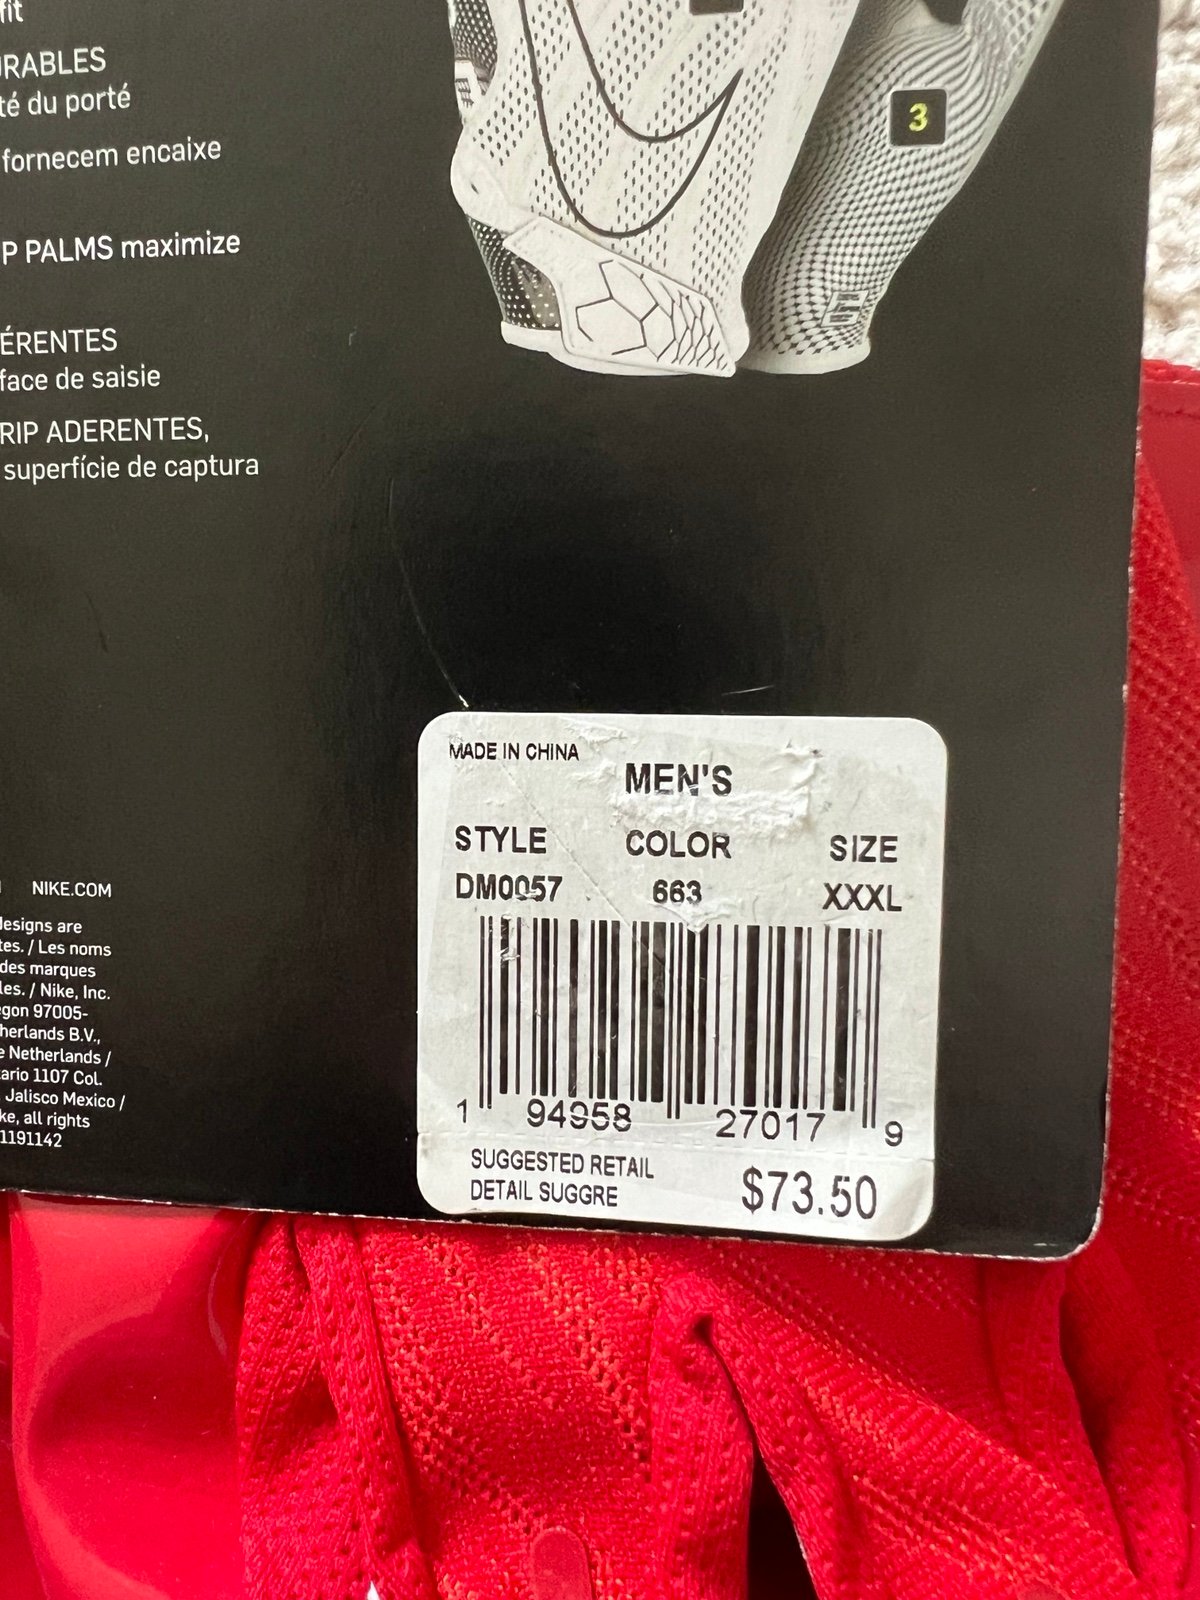 fit
RABLES
té du porté
fornecem encaixe
P PALMS maximize
ÉRENTES
face de saisie
RIP ADERENTES,
superfície de captura
3
NIKE.COM
designs are
tes. / Les noms
des marques
les. / Nike, Inc.
egon 97005-
herlands B.V.,
e Netherlands /
ario 1107 Col.
, Jalisco Mexico /
ke, all rights
1191142
MADE IN CHINA
MEN'S
STYLE COLOR SIZE
DM0057 663 XXXL
1 94958 27017 9
SUGGESTED RETAIL
DETAIL SUGGRE $73.50